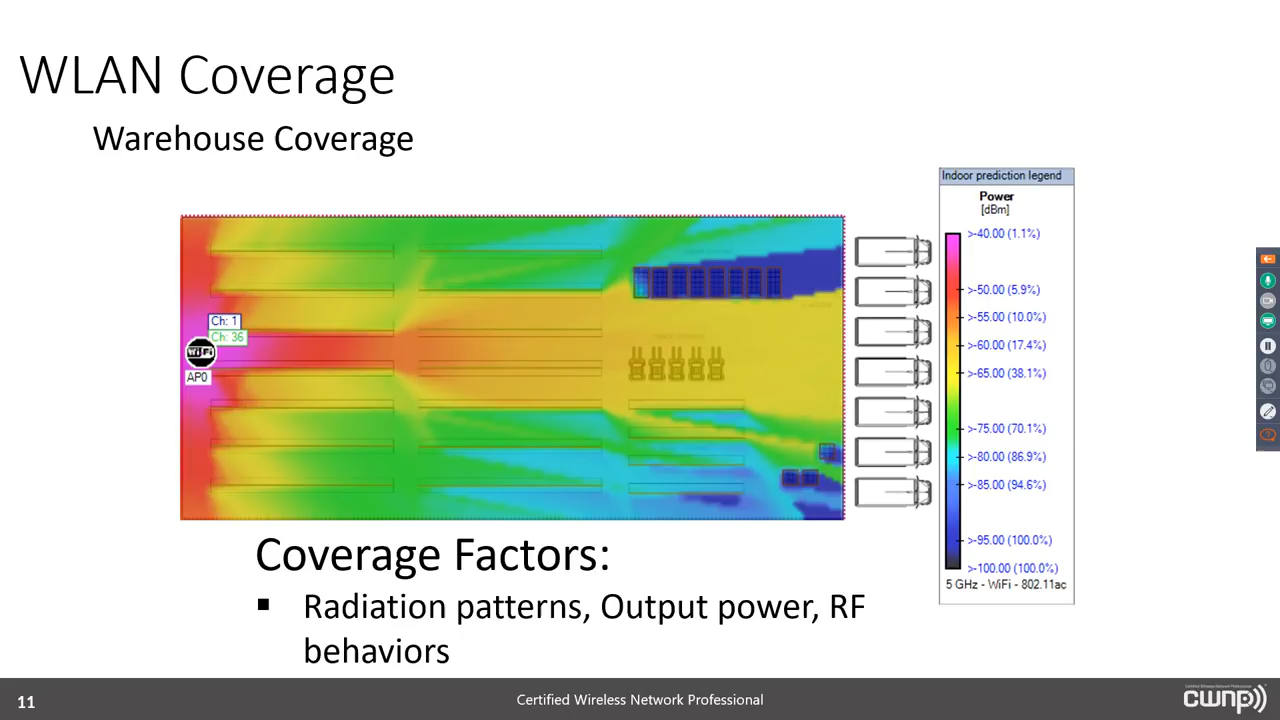 WLAN Coverage
Warehouse Coverage
Indoor prediction legend
Power
[dBm]
>-40.00 (1.1%)
>-50.00 (5.9%)
>-55.00 (10.0%)
>-60.00 (17.4%)
>-65.00 (38.1%)
>-75.00 (70.1%)
>-80.00 (86.9%)
>-85.00 (94.6%)
>-95.00 (100.0%)
>-100.00 (100.0%)
5 GHz - WiFi - 802.11ac
Ch: 1
Ch: 36
WiFi
AP0
Coverage Factors:
▪ Radiation patterns, Output power, RF
behaviors
11
Certified Wireless Network Professional
cwnp